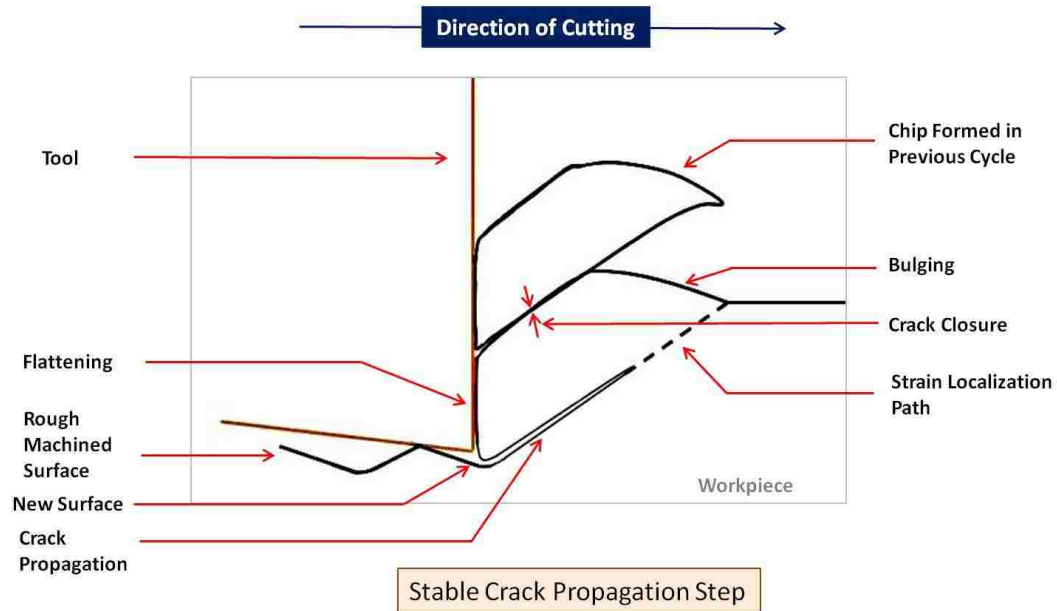 Direction of Cutting
Tool
Chip Formed in
Previous Cycle
Bulging
Crack Closure
Flattening
Strain Localization
Path
Rough
Machined
Surface
New Surface
Workpiece
Crack
Propagation
Stable Crack Propagation Step